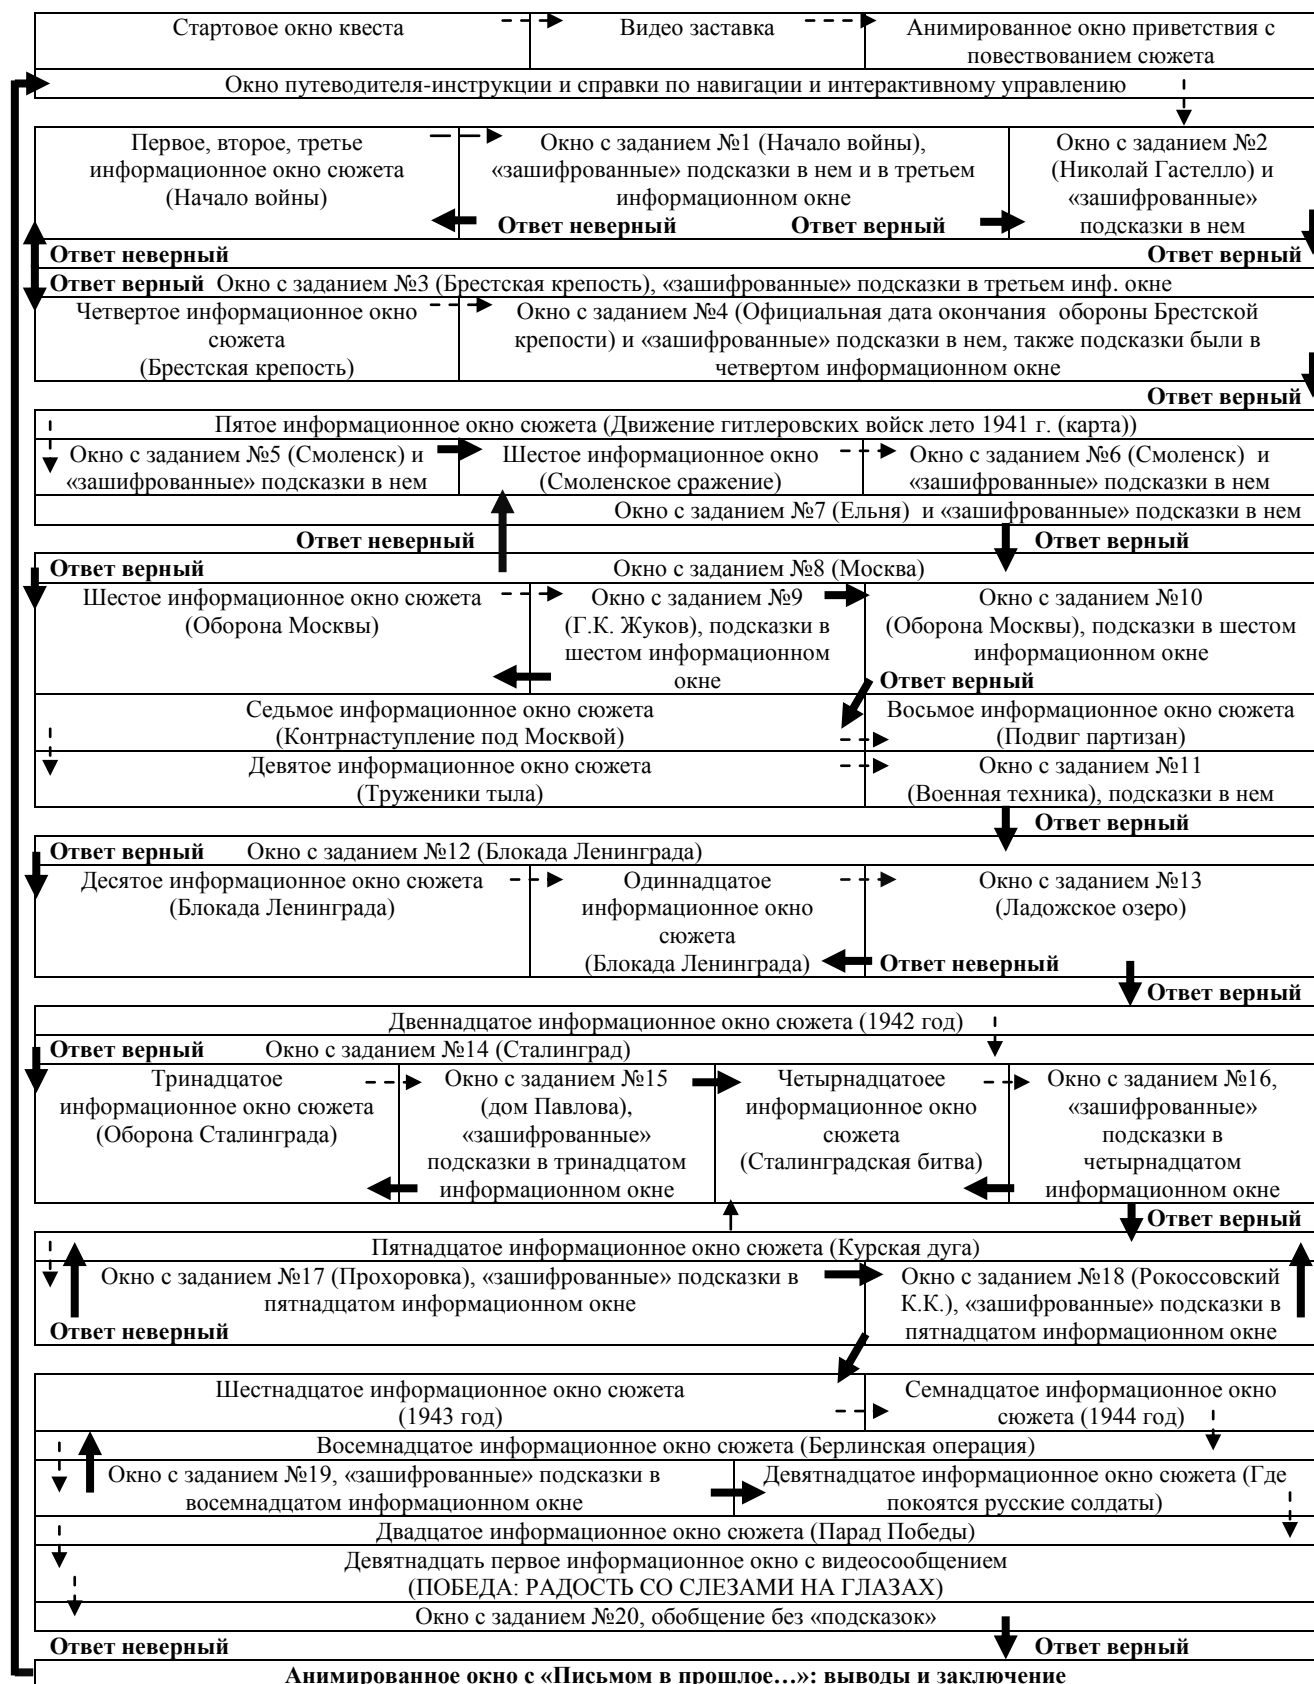 Стартовое окно квеста
Видео заставка
Анимированное окно приветствия с
повествованием сюжета
Окно путеводителя-инструкции и справки по навигации и интерактивному управлению
Первое, второе, третье
информационное окно сюжета
(Начало войны)
Окно с заданием №1 (Начало войны),
«зашифрованные» подсказки в нем и в третьем
информационном окне
Ответ неверный Ответ верный
Окно с заданием №2
(Николай Гастелло) и
«зашифрованные»
подсказки в нем
Ответ неверный Ответ верный
Ответ верный Окно с заданием №3 (Брестская крепость), «зашифрованные» подсказки в третьем инф. окне
Четвертое информационное окно
сюжета
(Брестская крепость)
Окно с заданием №4 (Официальная дата окончания обороны Брестской
крепости) и «зашифрованные» подсказки в нем, также подсказки были в
четвертом информационном окне
Ответ верный
Пятое информационное окно сюжета (Движение гитлеровских войск лето 1941 г. (карта))
Окно с заданием №5 (Смоленск) и
«зашифрованные» подсказки в нем
Шестое информационное окно
(Смоленское сражение)
Окно с заданием №6 (Смоленск) и
«зашифрованные» подсказки в нем
Окно с заданием №7 (Ельня) и «зашифрованные» подсказки в нем
Ответ неверный Ответ верный
Ответ верный Окно с заданием №8 (Москва)
Шестое информационное окно сюжета
(Оборона Москвы)
Окно с заданием №9
(Г.К. Жуков), подсказки в
шестом информационном
окне
Окно с заданием №10
(Оборона Москвы), подсказки в шестом
информационном окне
Ответ верный
Седьмое информационное окно сюжета
(Контрнаступление под Москвой)
Восьмое информационное окно сюжета
(Подвиг партизан)
Девятое информационное окно сюжета
(Труженики тыла)
Окно с заданием №11
(Военная техника), подсказки в нем
Ответ верный
Ответ верный Окно с заданием №12 (Блокада Ленинграда)
Десятое информационное окно сюжета
(Блокада Ленинграда)
Одиннадцатое
информационное окно
сюжета
(Блокада Ленинграда)
Окно с заданием №13
(Ладожское озеро)
Ответ неверный
Ответ верный
Двеннадцатое информационное окно сюжета (1942 год)
Ответ верный Окно с заданием №14 (Сталинград)
Тринадцатое
информационное окно сюжета
(Оборона Сталинграда)
Окно с заданием №15
(дом Павлова),
«зашифрованные»
подсказки в тринадцатом
информационном окне
Четырнадцатоее
информационное окно
сюжета
(Сталинградская битва)
Окно с заданием №16,
«зашифрованные»
подсказки в
четырнадцатом
информационном окне
Ответ верный
Пятнадцатое информационное окно сюжета (Курская дуга)
Окно с заданием №17 (Прохоровка), «зашифрованные» подсказки в
пятнадцатом информационном окне
Ответ неверный
Окно с заданием №18 (Рокоссовский
К.К.), «зашифрованные» подсказки в
пятнадцатом информационном окне
Шестнадцатое информационное окно сюжета
(1943 год)
Семнадцатое информационное окно
сюжета (1944 год)
Восемнадцатое информационное окно сюжета (Берлинская операция)
Окно с заданием №19, «зашифрованные» подсказки в
восемнадцатом информационном окне
Девятнадцатое информационное окно сюжета (Где
покоятся русские солдаты)
Двадцатое информационное окно сюжета (Парад Победы)
Девятнадцать первое информационное окно с видеосообщением
(ПОБЕДА: РАДОСТЬ СО СЛЕЗАМИ НА ГЛАЗАХ)
Окно с заданием №20, обобщение без «подсказок»
Ответ неверный Ответ верный
Анимированное окно с «Письмом в прошлое…»: выводы и заключение